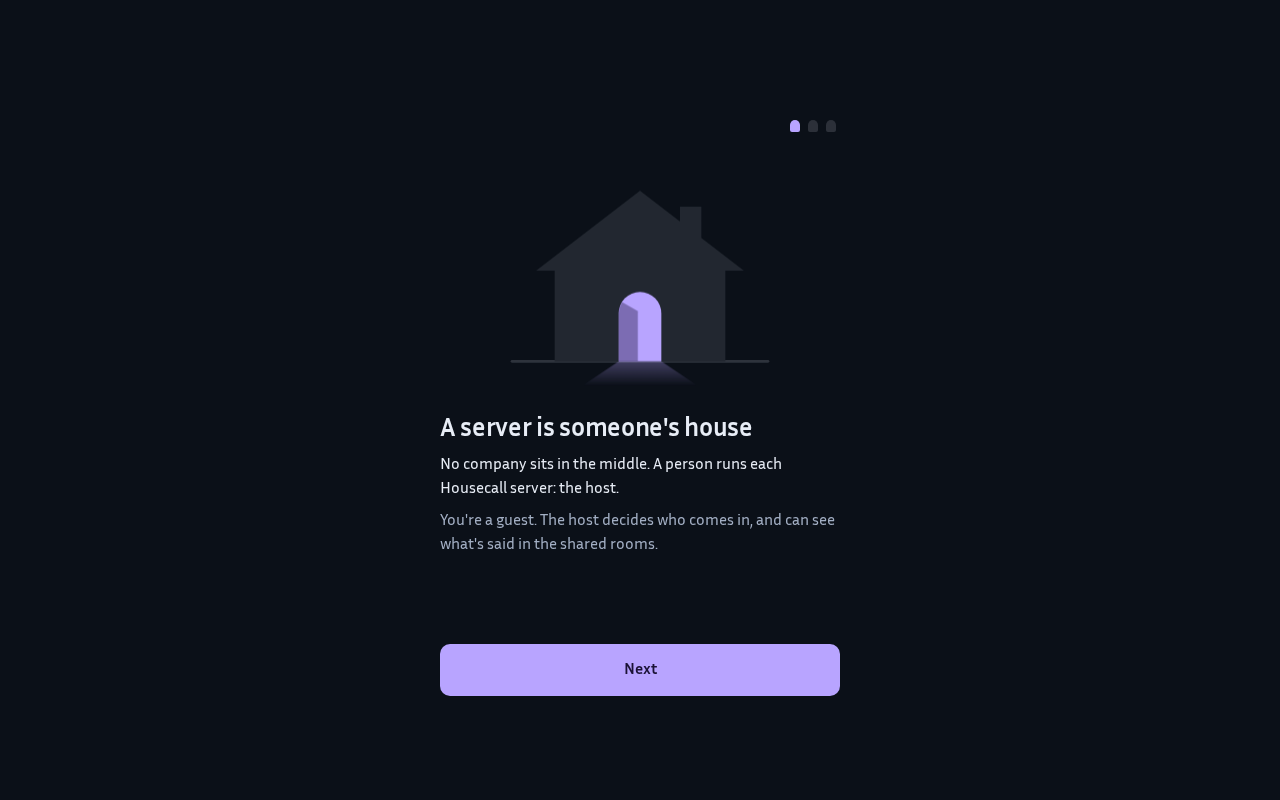 A server is someone's house
No company sits in the middle. A person runs each
Housecall server: the host.
You're a guest. The host decides who comes in, and can see
what's said in the shared rooms.
Next